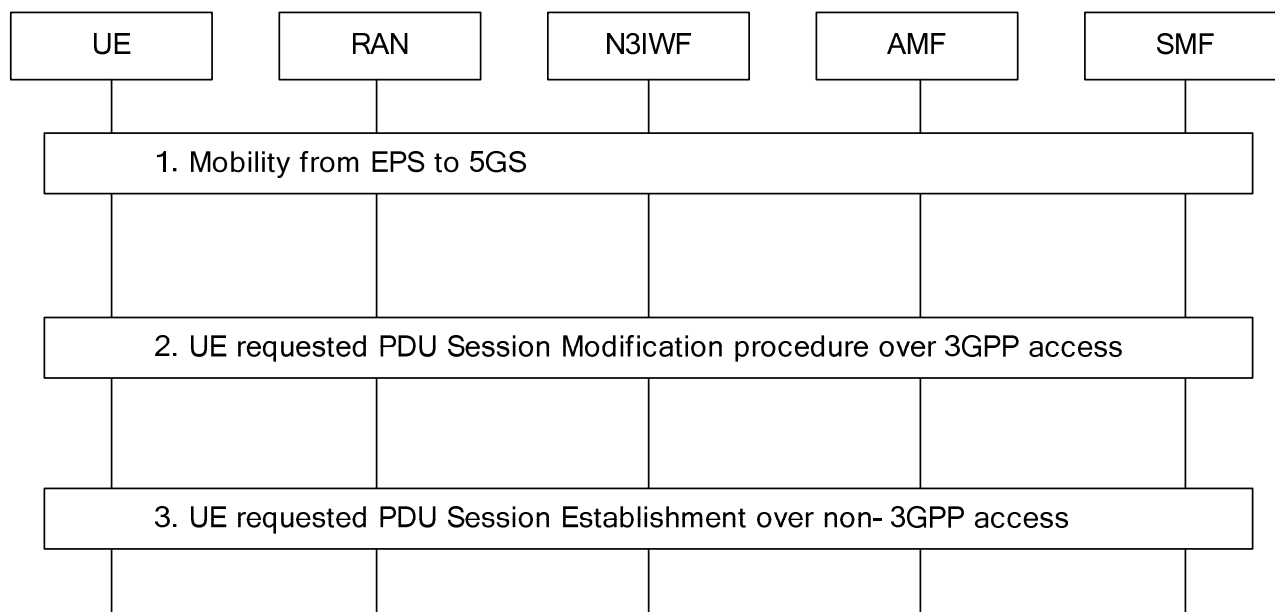 UE RAN N3IWF AMF SMF
1. Mobility from EPS to 5GS
2. UE requested PDU Session Modification procedure over 3GPP access
3. UE requested PDU Session Establishment over non- 3GPP access